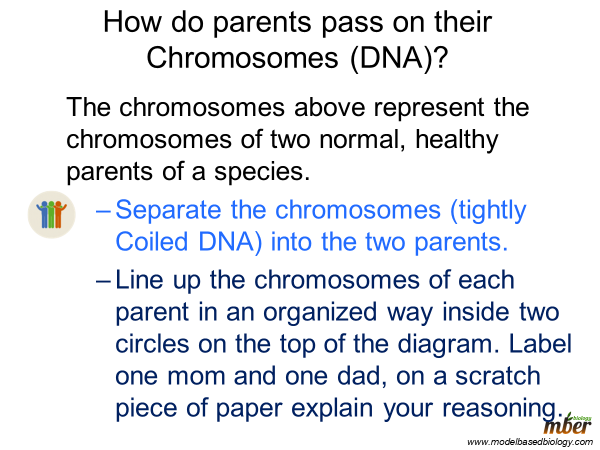 How do parents pass on their
Chromosomes (DNA)?
The chromosomes above represent the
chromosomes of two normal, healthy
parents of a species.
– Separate the chromosomes (tightly
Coiled DNA) into the two parents.
– Line up the chromosomes of each
parent in an organized way inside two
circles on the top of the diagram. Label
one mom and one dad, on a scratch
piece of paper explain your reasoning.
biology
mber
www.modelbasedbiology.com